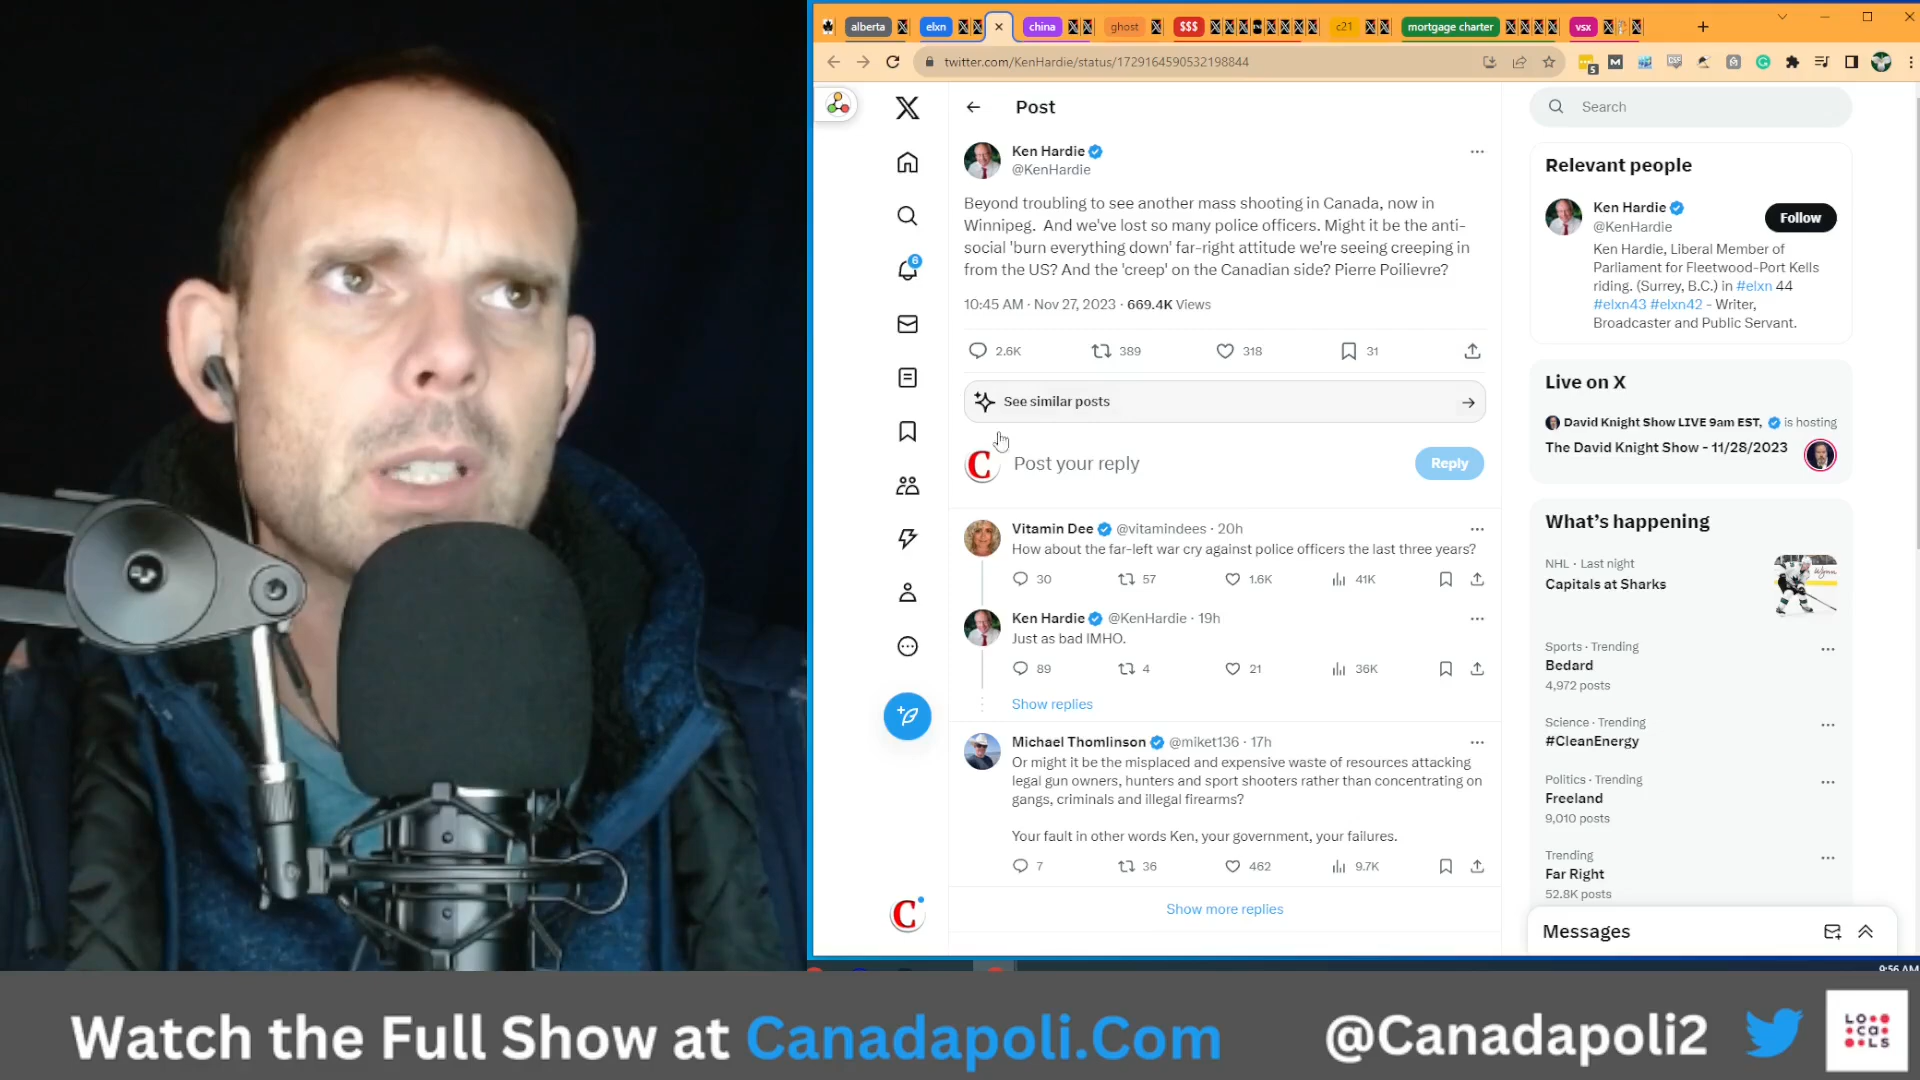 alberta
elxn
china
ghost
$$$
c21
mortgage charter
vsx
twitter.com/KenHardie/status/1729164590532198844
5
Post
Search
Ken Hardie
@KenHardie
Beyond troubling to see another mass shooting in Canada, now in
Winnipeg. And we've lost so many police officers. Might it be the anti-
social 'burn everything down' far-right attitude we're seeing creeping in
from the US? And the 'creep' on the Canadian side? Pierre Poilievre?
10:45 AM · Nov 27, 2023 · 669.4K Views
2.6K 389 318 31
See similar posts
C Post your reply Reply
Vitamin Dee @vitamindees · 20h
How about the far-left war cry against police officers the last three years?
30 57 1.6K 41K
Ken Hardie @KenHardie · 19h
Just as bad IMHO.
89 4 21 36K
Show replies
Michael Thomlinson @miket136 · 17h
Or might it be the misplaced and expensive waste of resources attacking
legal gun owners, hunters and sport shooters rather than concentrating on
gangs, criminals and illegal firearms?
Your fault in other words Ken, your government, your failures.
7 36 462 9.7K
Show more replies
6
C
Relevant people
Ken Hardie
@KenHardie
Follow
Ken Hardie, Liberal Member of
Parliament for Fleetwood-Port Kells
riding. (Surrey, B.C.) in #elxn 44
#elxn43 #elxn42 - Writer,
Broadcaster and Public Servant.
Live on X
David Knight Show LIVE 9am EST, is hosting
The David Knight Show - 11/28/2023
What's happening
NHL · Last night
Capitals at Sharks
Sports · Trending
Bedard
4,972 posts
Science · Trending
#CleanEnergy
Politics · Trending
Freeland
9,010 posts
Trending
Far Right
52.8K posts
Messages
9:56 AM
Watch the Full Show at Canadapoli.Com
@Canadapoli2
LOCALS